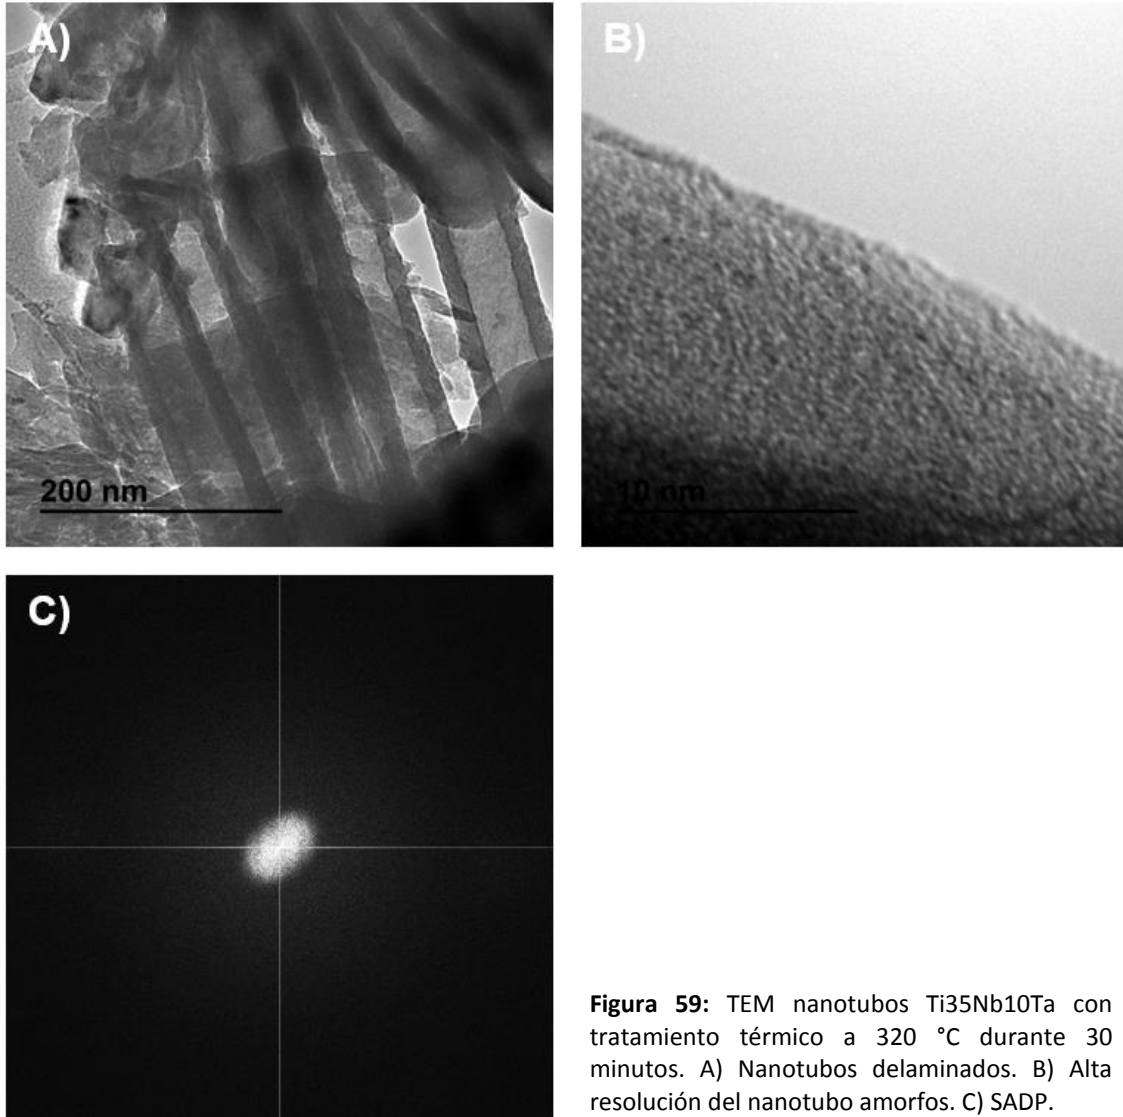 A)
B)
200 nm
10 nm
C)
Figura 59: TEM nanotubos Ti35Nb10Ta con
tratamiento térmico a 320 °C durante 30
minutos. A) Nanotubos delaminados. B) Alta
resolución del nanotubo amorfos. C) SADP.